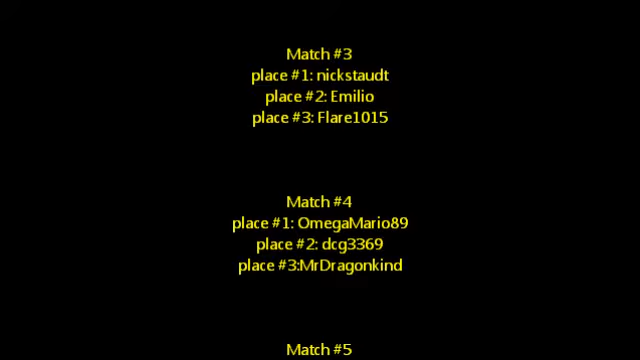 Match #3
place #1: nickstaudt
place #2: Emilio
place #3: Flare1015
Match #4
place #1: OmegaMario89
place #2: dcg3369
place #3:MrDragonkind
Match #5